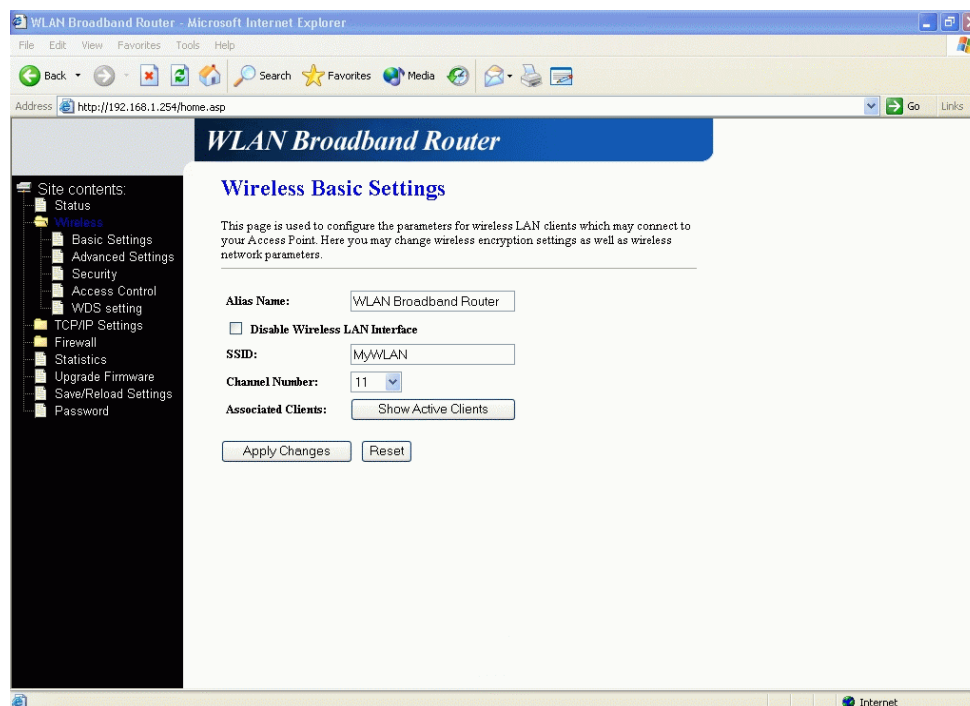 WLAN Broadband Router - Microsoft Internet Explorer
File Edit View Favorites Tools Help
Back Search Favorites Media
Address http://192.168.1.254/home.asp Go Links
WLAN Broadband Router
Site contents:
Status
Wireless
Basic Settings
Advanced Settings
Security
Access Control
WDS setting
TCP/IP Settings
Firewall
Statistics
Upgrade Firmware
Save/Reload Settings
Password
Wireless Basic Settings
This page is used to configure the parameters for wireless LAN clients which may connect to
your Access Point. Here you may change wireless encryption settings as well as wireless
network parameters.
Alias Name: WLAN Broadband Router
Disable Wireless LAN Interface
SSID: MyWLAN
Channel Number: 11
Associated Clients: Show Active Clients
Apply Changes Reset
Internet